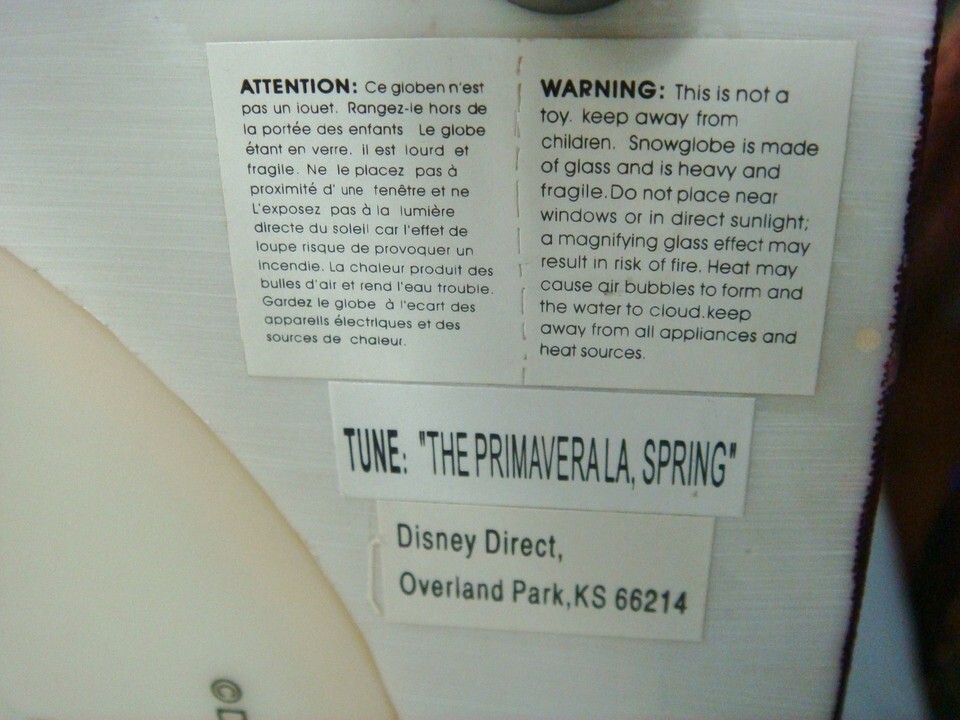 ATTENTION: Ce globen n'est
pas un iouet. Rangez-ie hors de
la portée des enfants Le globe
étant en verre. il est lourd et
fragile. Ne le placez pas à
proximité d' une fenêtre et ne
L'exposez pas à la lumière
directe du soleil car l'effet de
loupe risque de provoquer un
incendie. La chaleur produit des
bulles d'air et rend l'eau trouble.
Gardez le globe à l'ecart des
appareils électriques et des
sources de chaleur.
WARNING: This is not a
toy. keep away from
children. Snowglobe is made
of glass and is heavy and
fragile.Do not place near
windows or in direct sunlight;
a magnifying glass effect may
result in risk of fire. Heat may
cause air bubbles to form and
the water to cloud.keep
away from all appliances and
heat sources.
TUNE: "THE PRIMAVERA LA, SPRING"
Disney Direct,
Overland Park,KS 66214
©